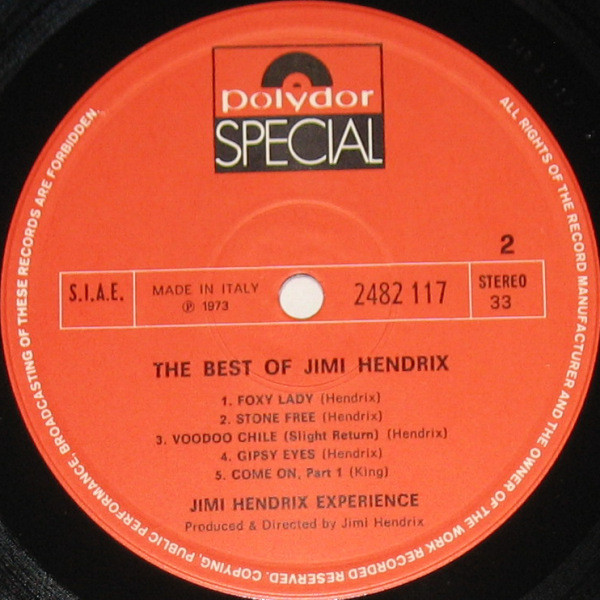 polydor
SPECIAL
2
S.I.A.E.
MADE IN ITALY
℗ 1973
2482 117
STEREO
33
THE BEST OF JIMI HENDRIX
1. FOXY LADY (Hendrix)
2. STONE FREE (Hendrix)
3. VOODOO CHILE (Slight Return) (Hendrix)
4. GIPSY EYES (Hendrix)
5. COME ON, Part 1 (King)
JIMI HENDRIX EXPERIENCE
Produced & Directed by Jimi Hendrix
ALL RIGHTS OF THE RECORD MANUFACTURER AND THE OWNER OF THE WORK RECORDED RESERVED. COPYING, PUBLIC PERFORMANCE, BROADCASTING OF THESE RECORDS ARE FORBIDDEN.